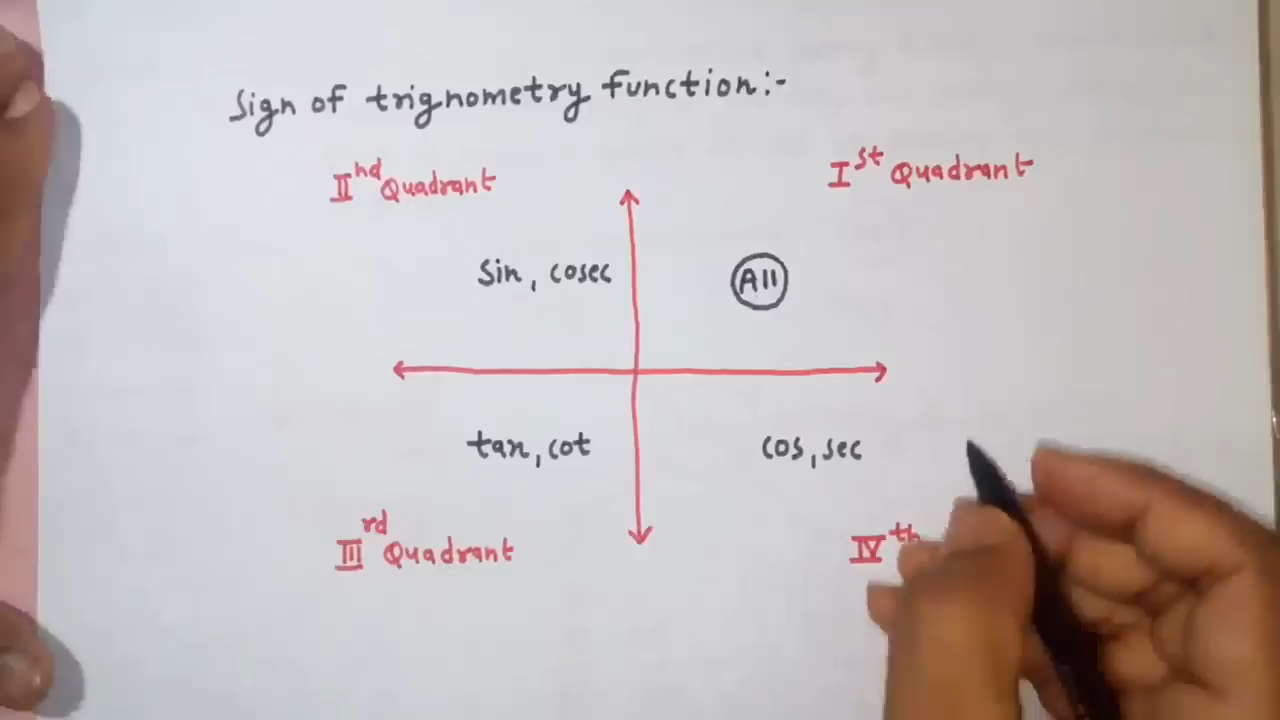 Sign of trignometry function:-
IInd Quadrant
Ist Quadrant
Sin, cosec
All
tan, cot
cos, sec
IIIrd Quadrant
IVth